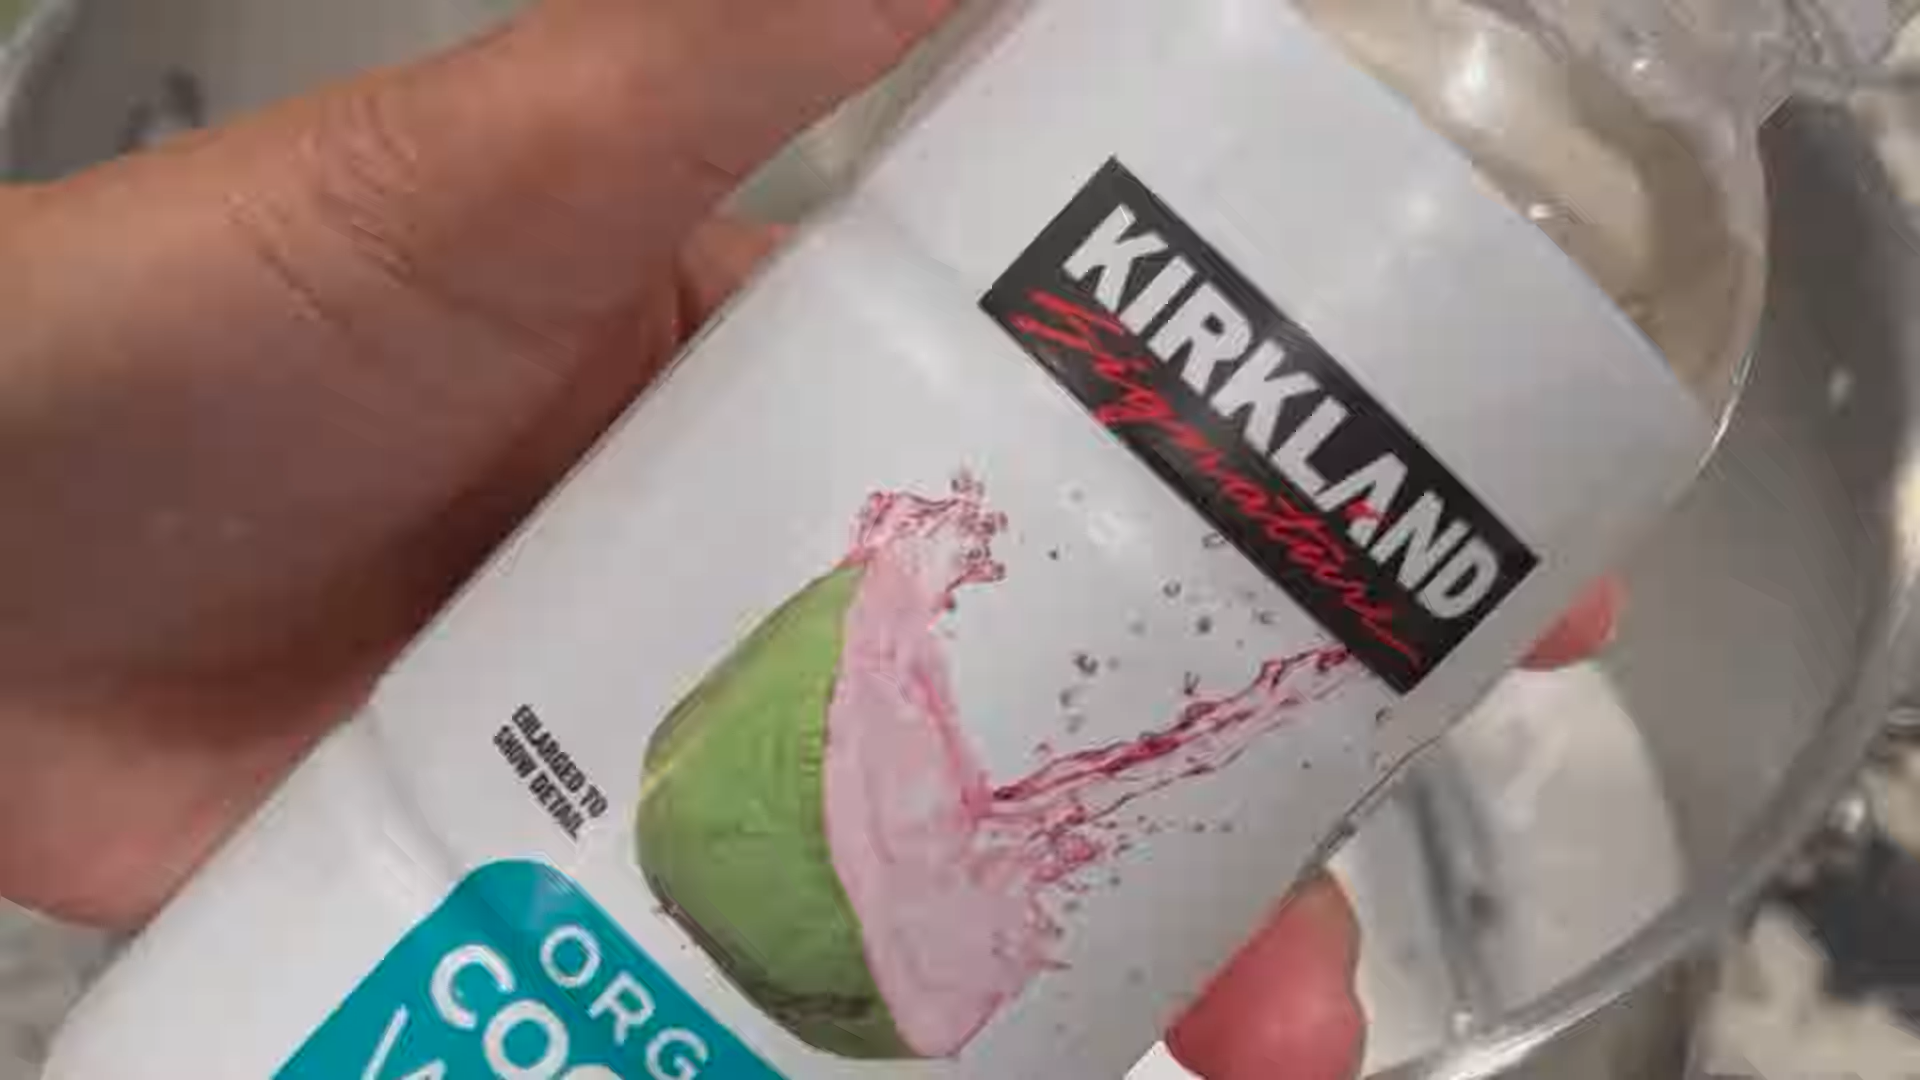 KIRKLAND
Signature
ENLARGED TO
SHOW DETAIL
ORG
COC